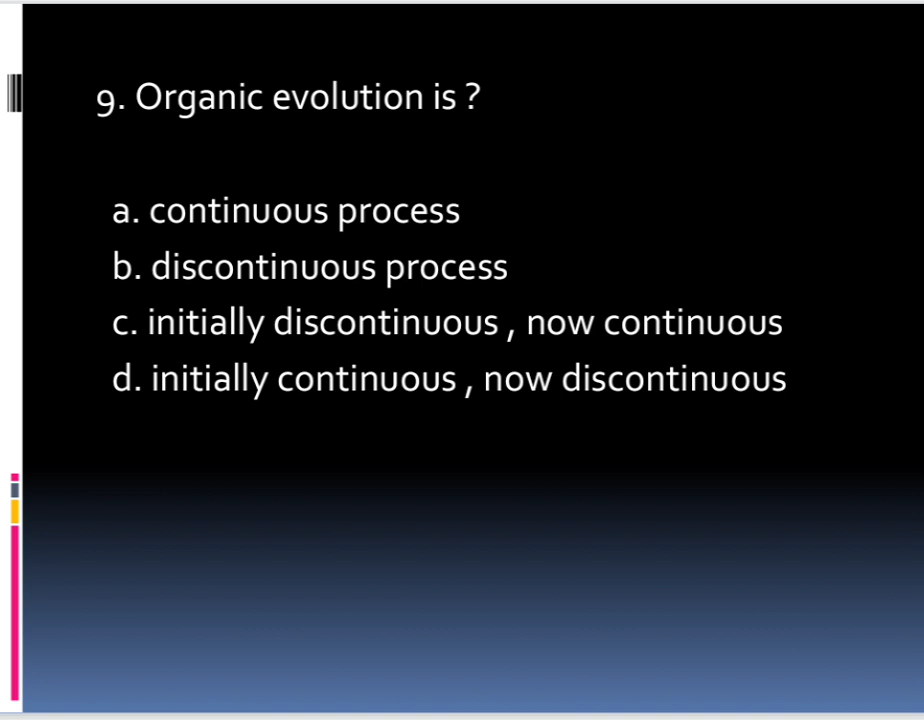 9. Organic evolution is ?
a. continuous process
b. discontinuous process
c. initially discontinuous , now continuous
d. initially continuous , now discontinuous